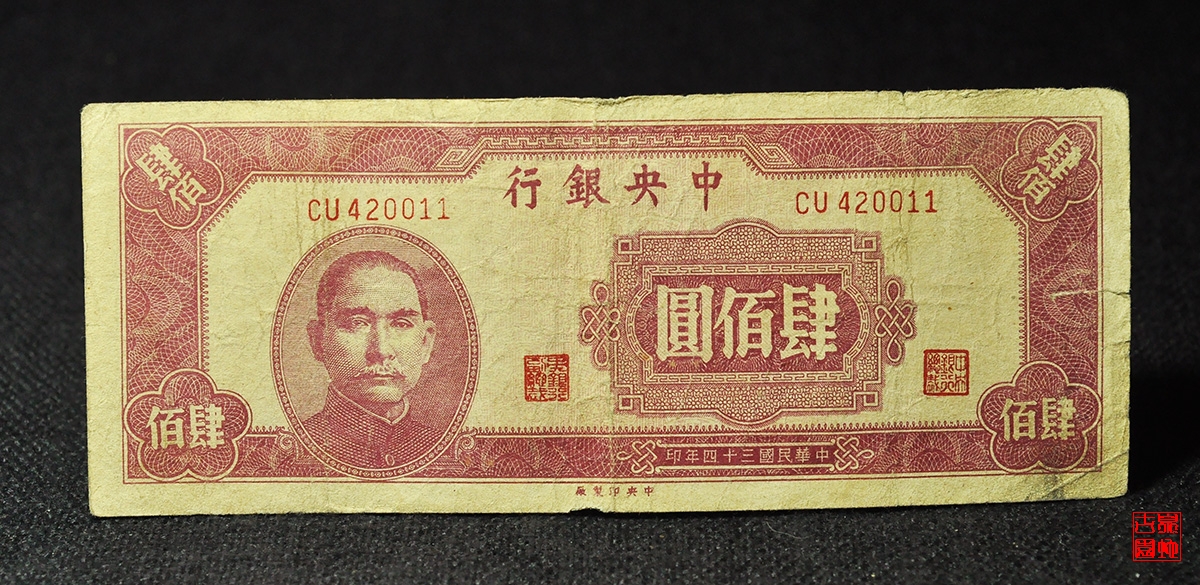 肆佰
肆佰
中央銀行
CU 420011
CU 420011
肆佰圓
肆佰
肆佰
中華民國三十四年印
中央印製廠